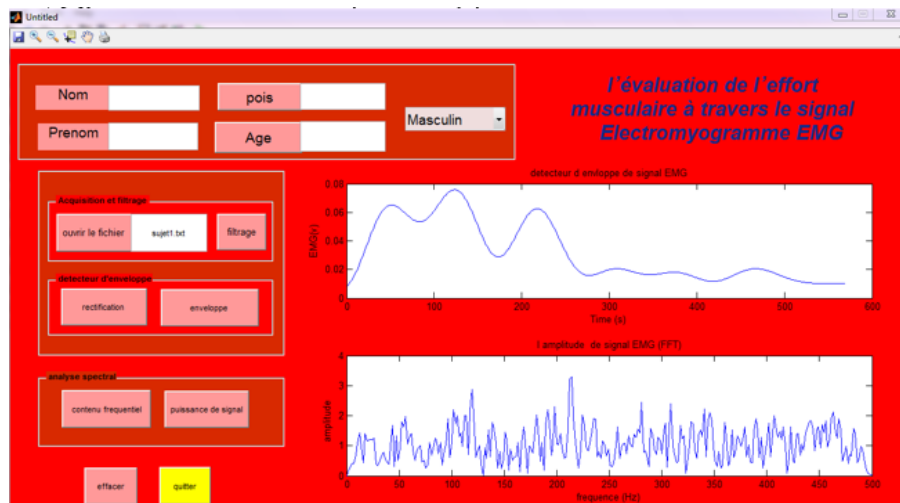 Untitled
Nom
pois
Prenom
Age
Masculin
l'évaluation de l'effort
musculaire à travers le signal
Electromyogramme EMG
Acquisition et filtrage
ouvrir le fichier
sujet1.txt
filtrage
detecteur d'enveloppe
rectification
enveloppe
analyse spectral
contenu frequentiel
puissance de signal
effacer
quitter
detecteur d envloppe de signal EMG
EMG(v)
0.08
0.06
0.04
0.02
0
0 100 200 300 400 500 600
Time (s)
l amplitude de signal EMG (FFT)
amplitude
4
3
2
1
0
0 50 100 150 200 250 300 350 400 450 500
frequence (Hz)